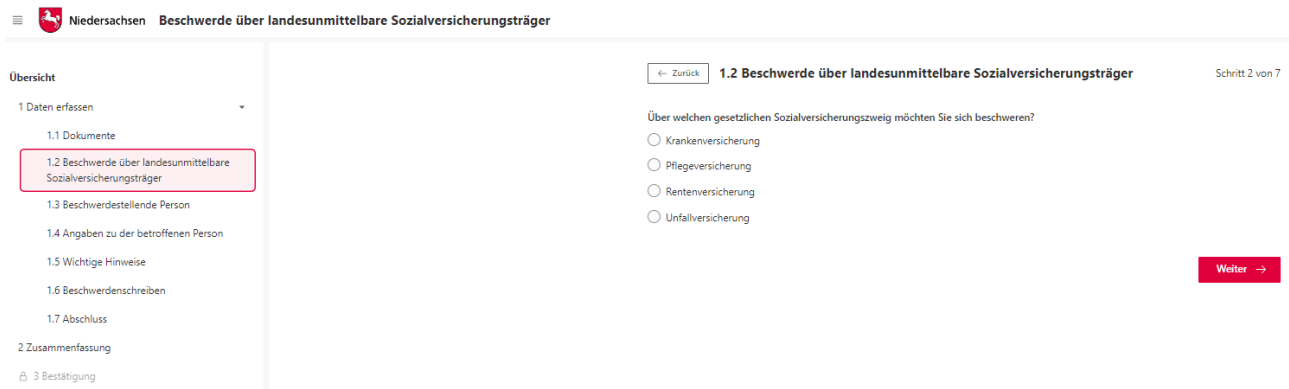 Niedersachsen Beschwerde über landesunmittelbare Sozialversicherungsträger
Übersicht
1 Daten erfassen
1.1 Dokumente
1.2 Beschwerde über landesunmittelbare
Sozialversicherungsträger
1.3 Beschwerdestellende Person
1.4 Angaben zu der betroffenen Person
1.5 Wichtige Hinweise
1.6 Beschwerdenschreiben
1.7 Abschluss
2 Zusammenfassung
3 Bestätigung
← Zurück 1.2 Beschwerde über landesunmittelbare Sozialversicherungsträger Schritt 2 von 7
Über welchen gesetzlichen Sozialversicherungszweig möchten Sie sich beschweren?
Krankenversicherung
Pflegeversicherung
Rentenversicherung
Unfallversicherung
Weiter →